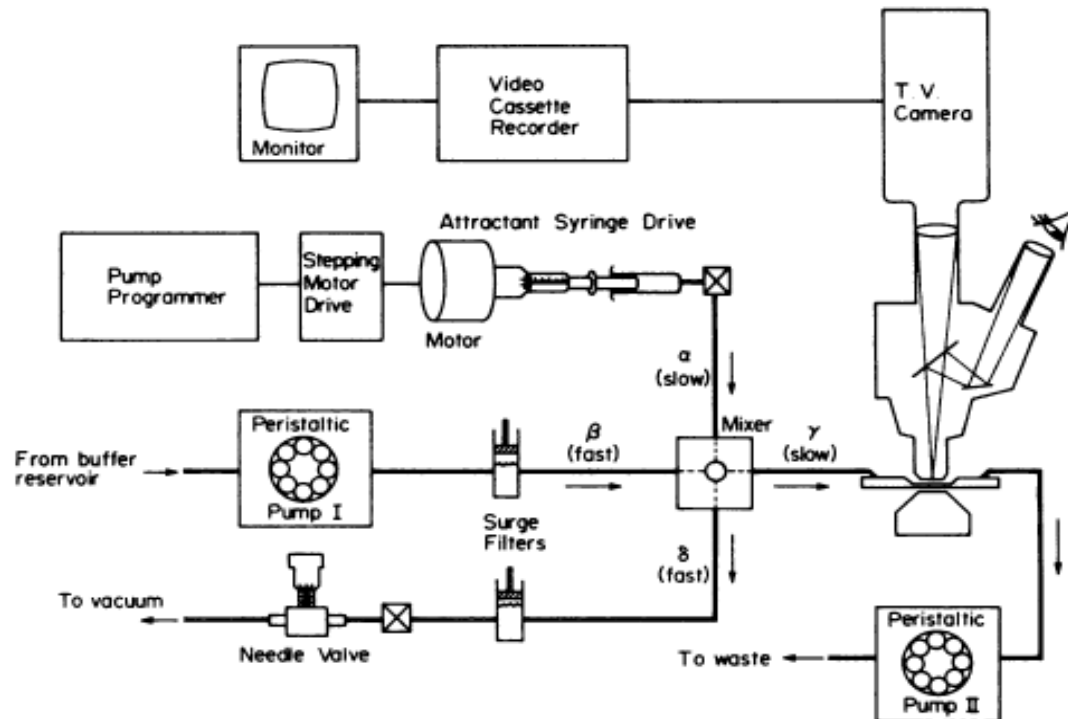 Monitor
Video
Cassette
Recorder
T. V.
Camera
Attractant Syringe Drive
Pump
Programmer
Stepping
Motor
Drive
Motor
α
(slow)
Mixer
From buffer
reservoir
Peristaltic
Pump I
β
(fast)
γ
(slow)
Surge
Filters
δ
(fast)
To vacuum
Needle Valve
To waste
Peristaltic
Pump II